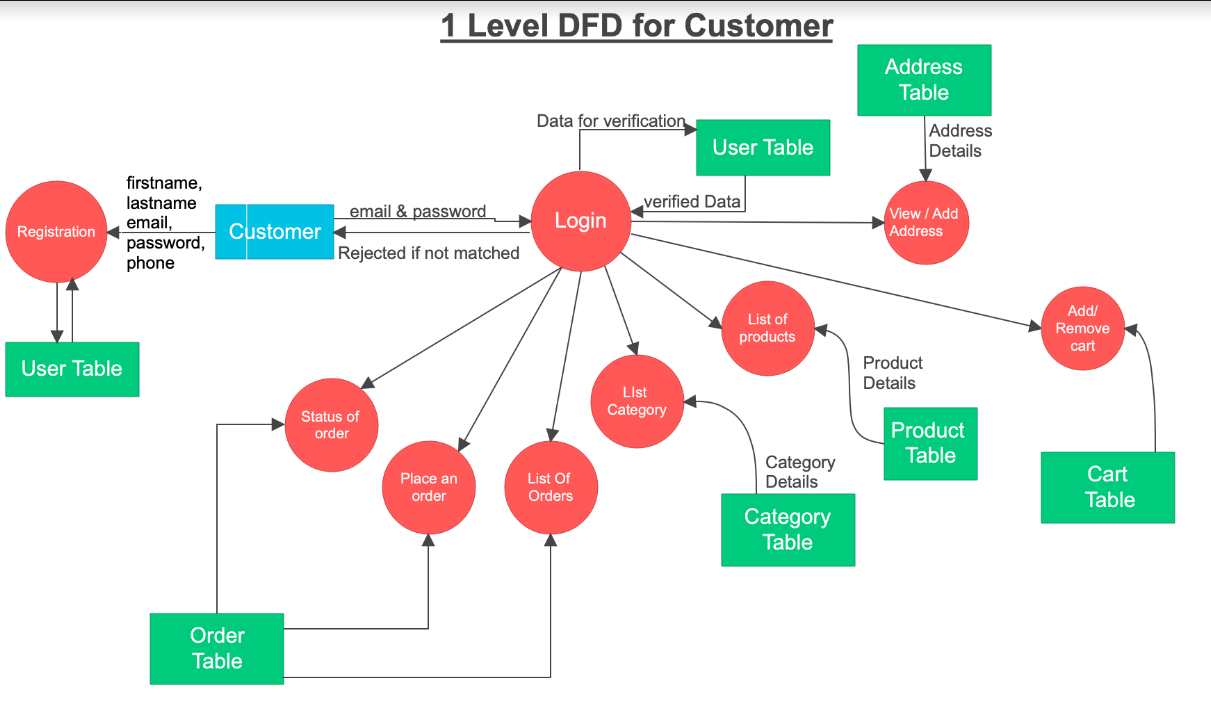 1 Level DFD for Customer
Address
Table
Data for verification
User Table
Address
Details
firstname,
lastname
email,
password,
phone
Registration
Customer
email & password
Rejected if not matched
Login
verified Data
View / Add
Address
User Table
List of
products
Add/
Remove
cart
Product
Details
Status of
order
LIst
Category
Place an
order
List Of
Orders
Category
Details
Product
Table
Cart
Table
Category
Table
Order
Table